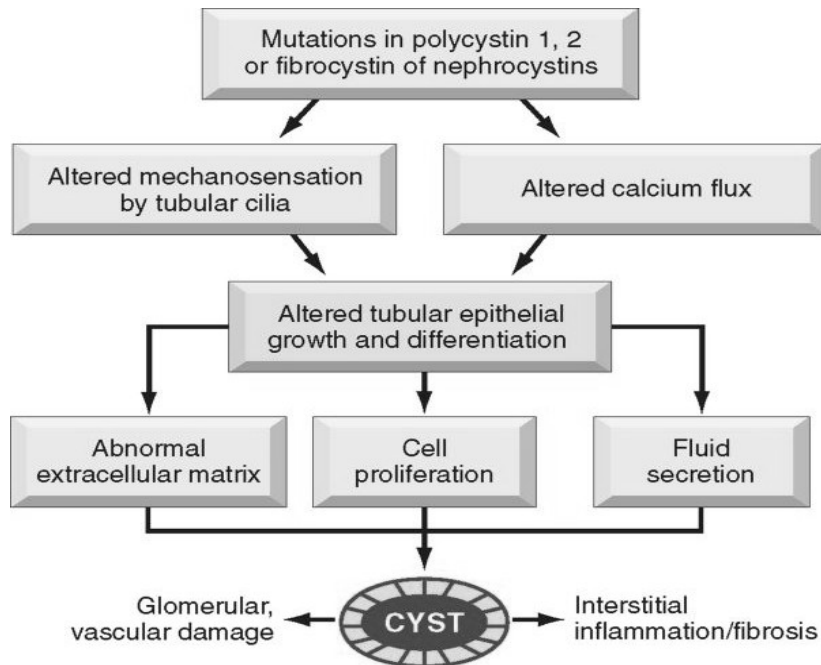 Mutations in polycystin 1, 2
or fibrocystin of nephrocystins
Altered mechanosensation
by tubular cilia
Altered calcium flux
Altered tubular epithelial
growth and differentiation
Abnormal
extracellular matrix
Cell
proliferation
Fluid
secretion
Glomerular,
vascular damage
CYST
Interstitial
inflammation/fibrosis